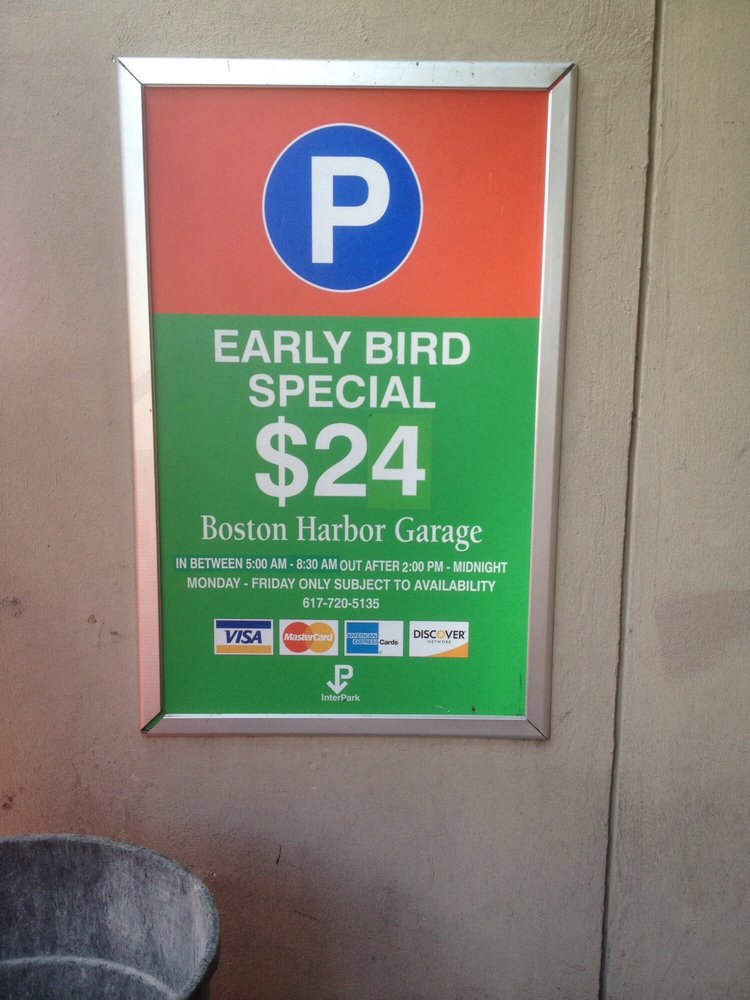 P
EARLY BIRD
SPECIAL
$24
Boston Harbor Garage
IN BETWEEN 5:00 AM - 8:30 AM OUT AFTER 2:00 PM - MIDNIGHT
MONDAY - FRIDAY ONLY SUBJECT TO AVAILABILITY
617-720-5135
VISA MasterCard AMERICAN EXPRESS Cards DISCOVER NETWORK
P
InterPark